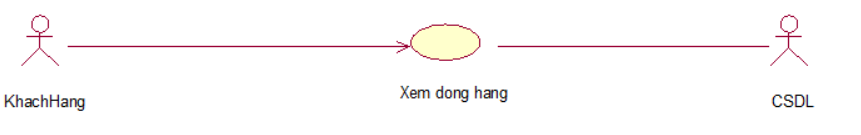 KhachHang
Xem dong hang
CSDL